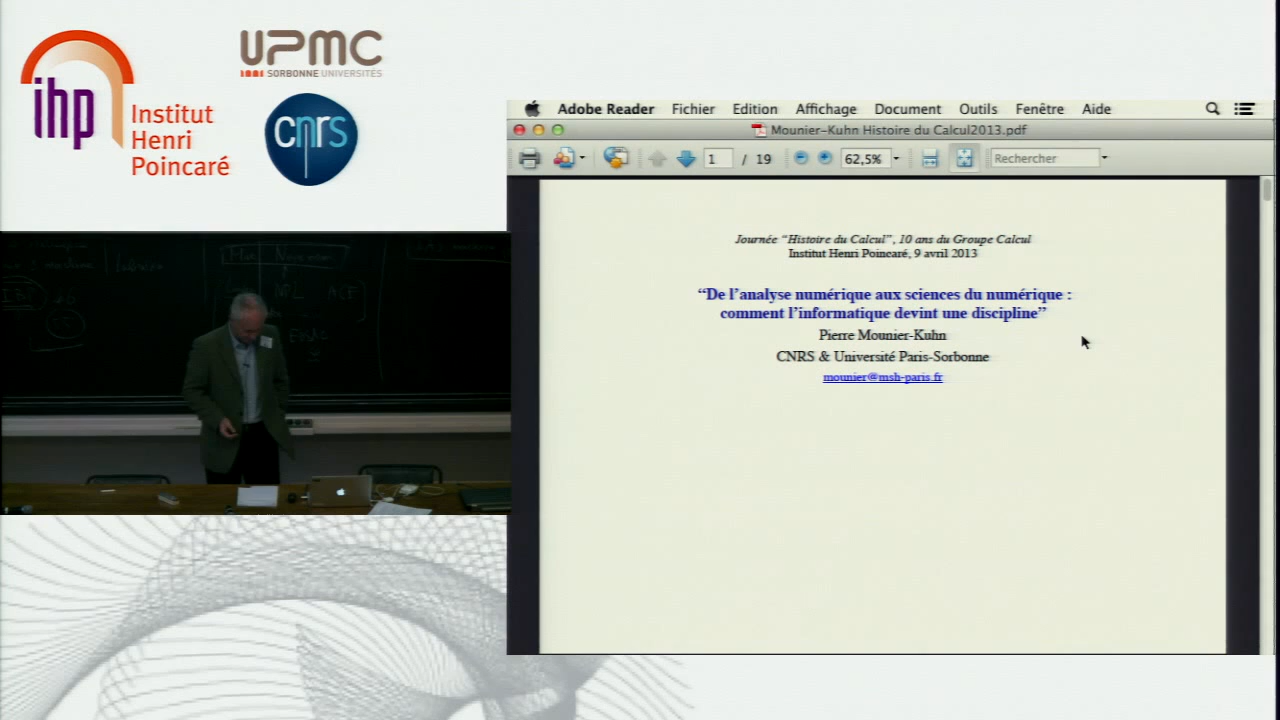 ihp
Institut
Henri
Poincaré
UPMC
SORBONNE UNIVERSITÉS
cnrs
Adobe Reader Fichier Edition Affichage Document Outils Fenêtre Aide
Mounier-Kuhn Histoire du Calcul2013.pdf
1 / 19 62,5% Rechercher
Journée “Histoire du Calcul”, 10 ans du Groupe Calcul
Institut Henri Poincaré, 9 avril 2013
“De l’analyse numérique aux sciences du numérique :
comment l’informatique devint une discipline”
Pierre Mounier-Kuhn
CNRS & Université Paris-Sorbonne
mounier@msh-paris.fr
NPL